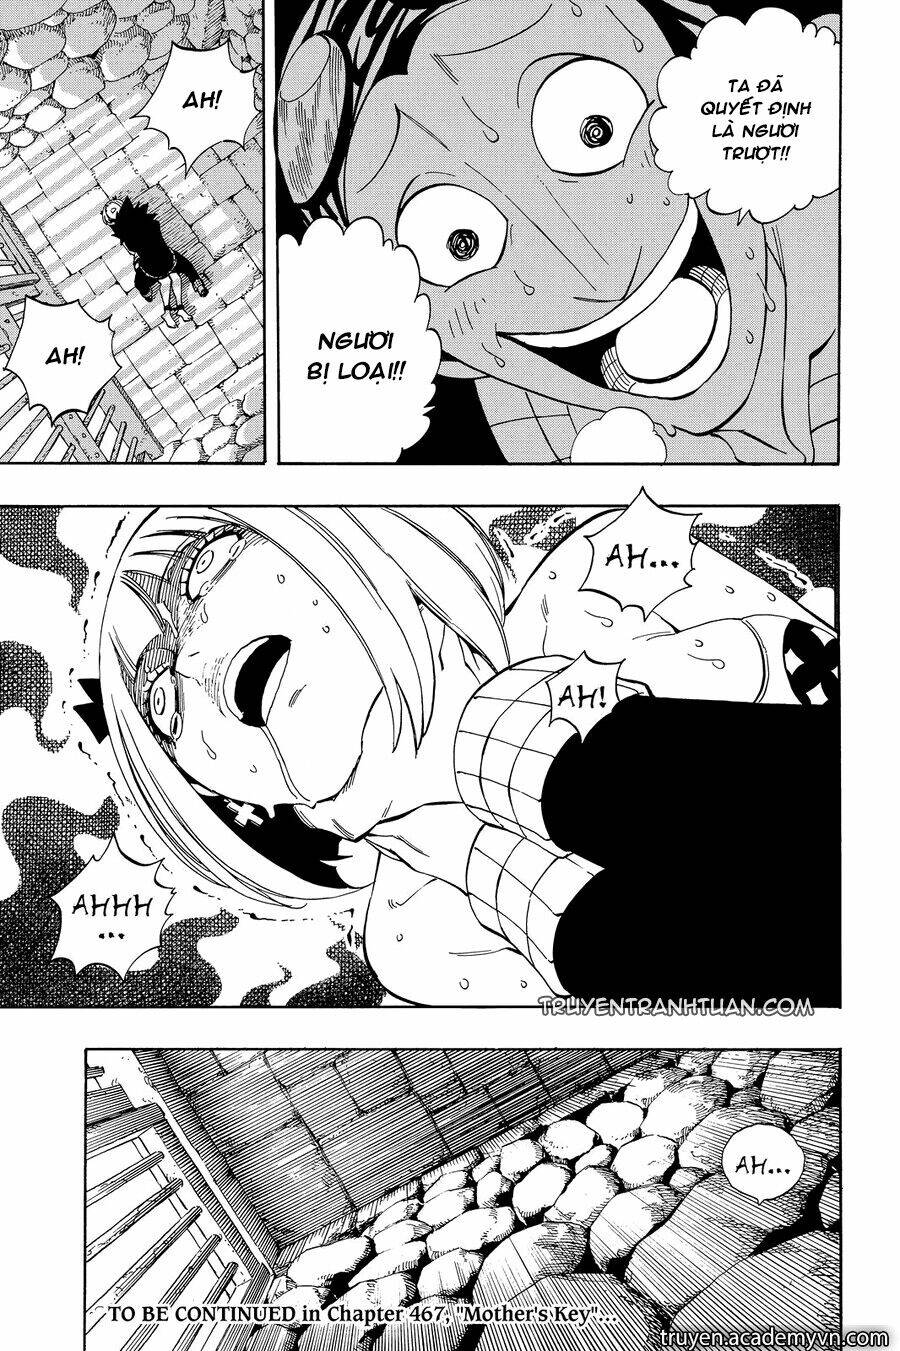 TA ĐÃ
QUYẾT ĐỊNH
LÀ NGƯƠI
TRƯỢT!!
NGƯƠI
BỊ LOẠI!!
AH!
AH!
AH...
AH!
AHHH
...
TRUYENTRANHTUAN.COM
AH...
TO BE CONTINUED in Chapter 467, "Mother's Key"...
truyen.academyvn.com